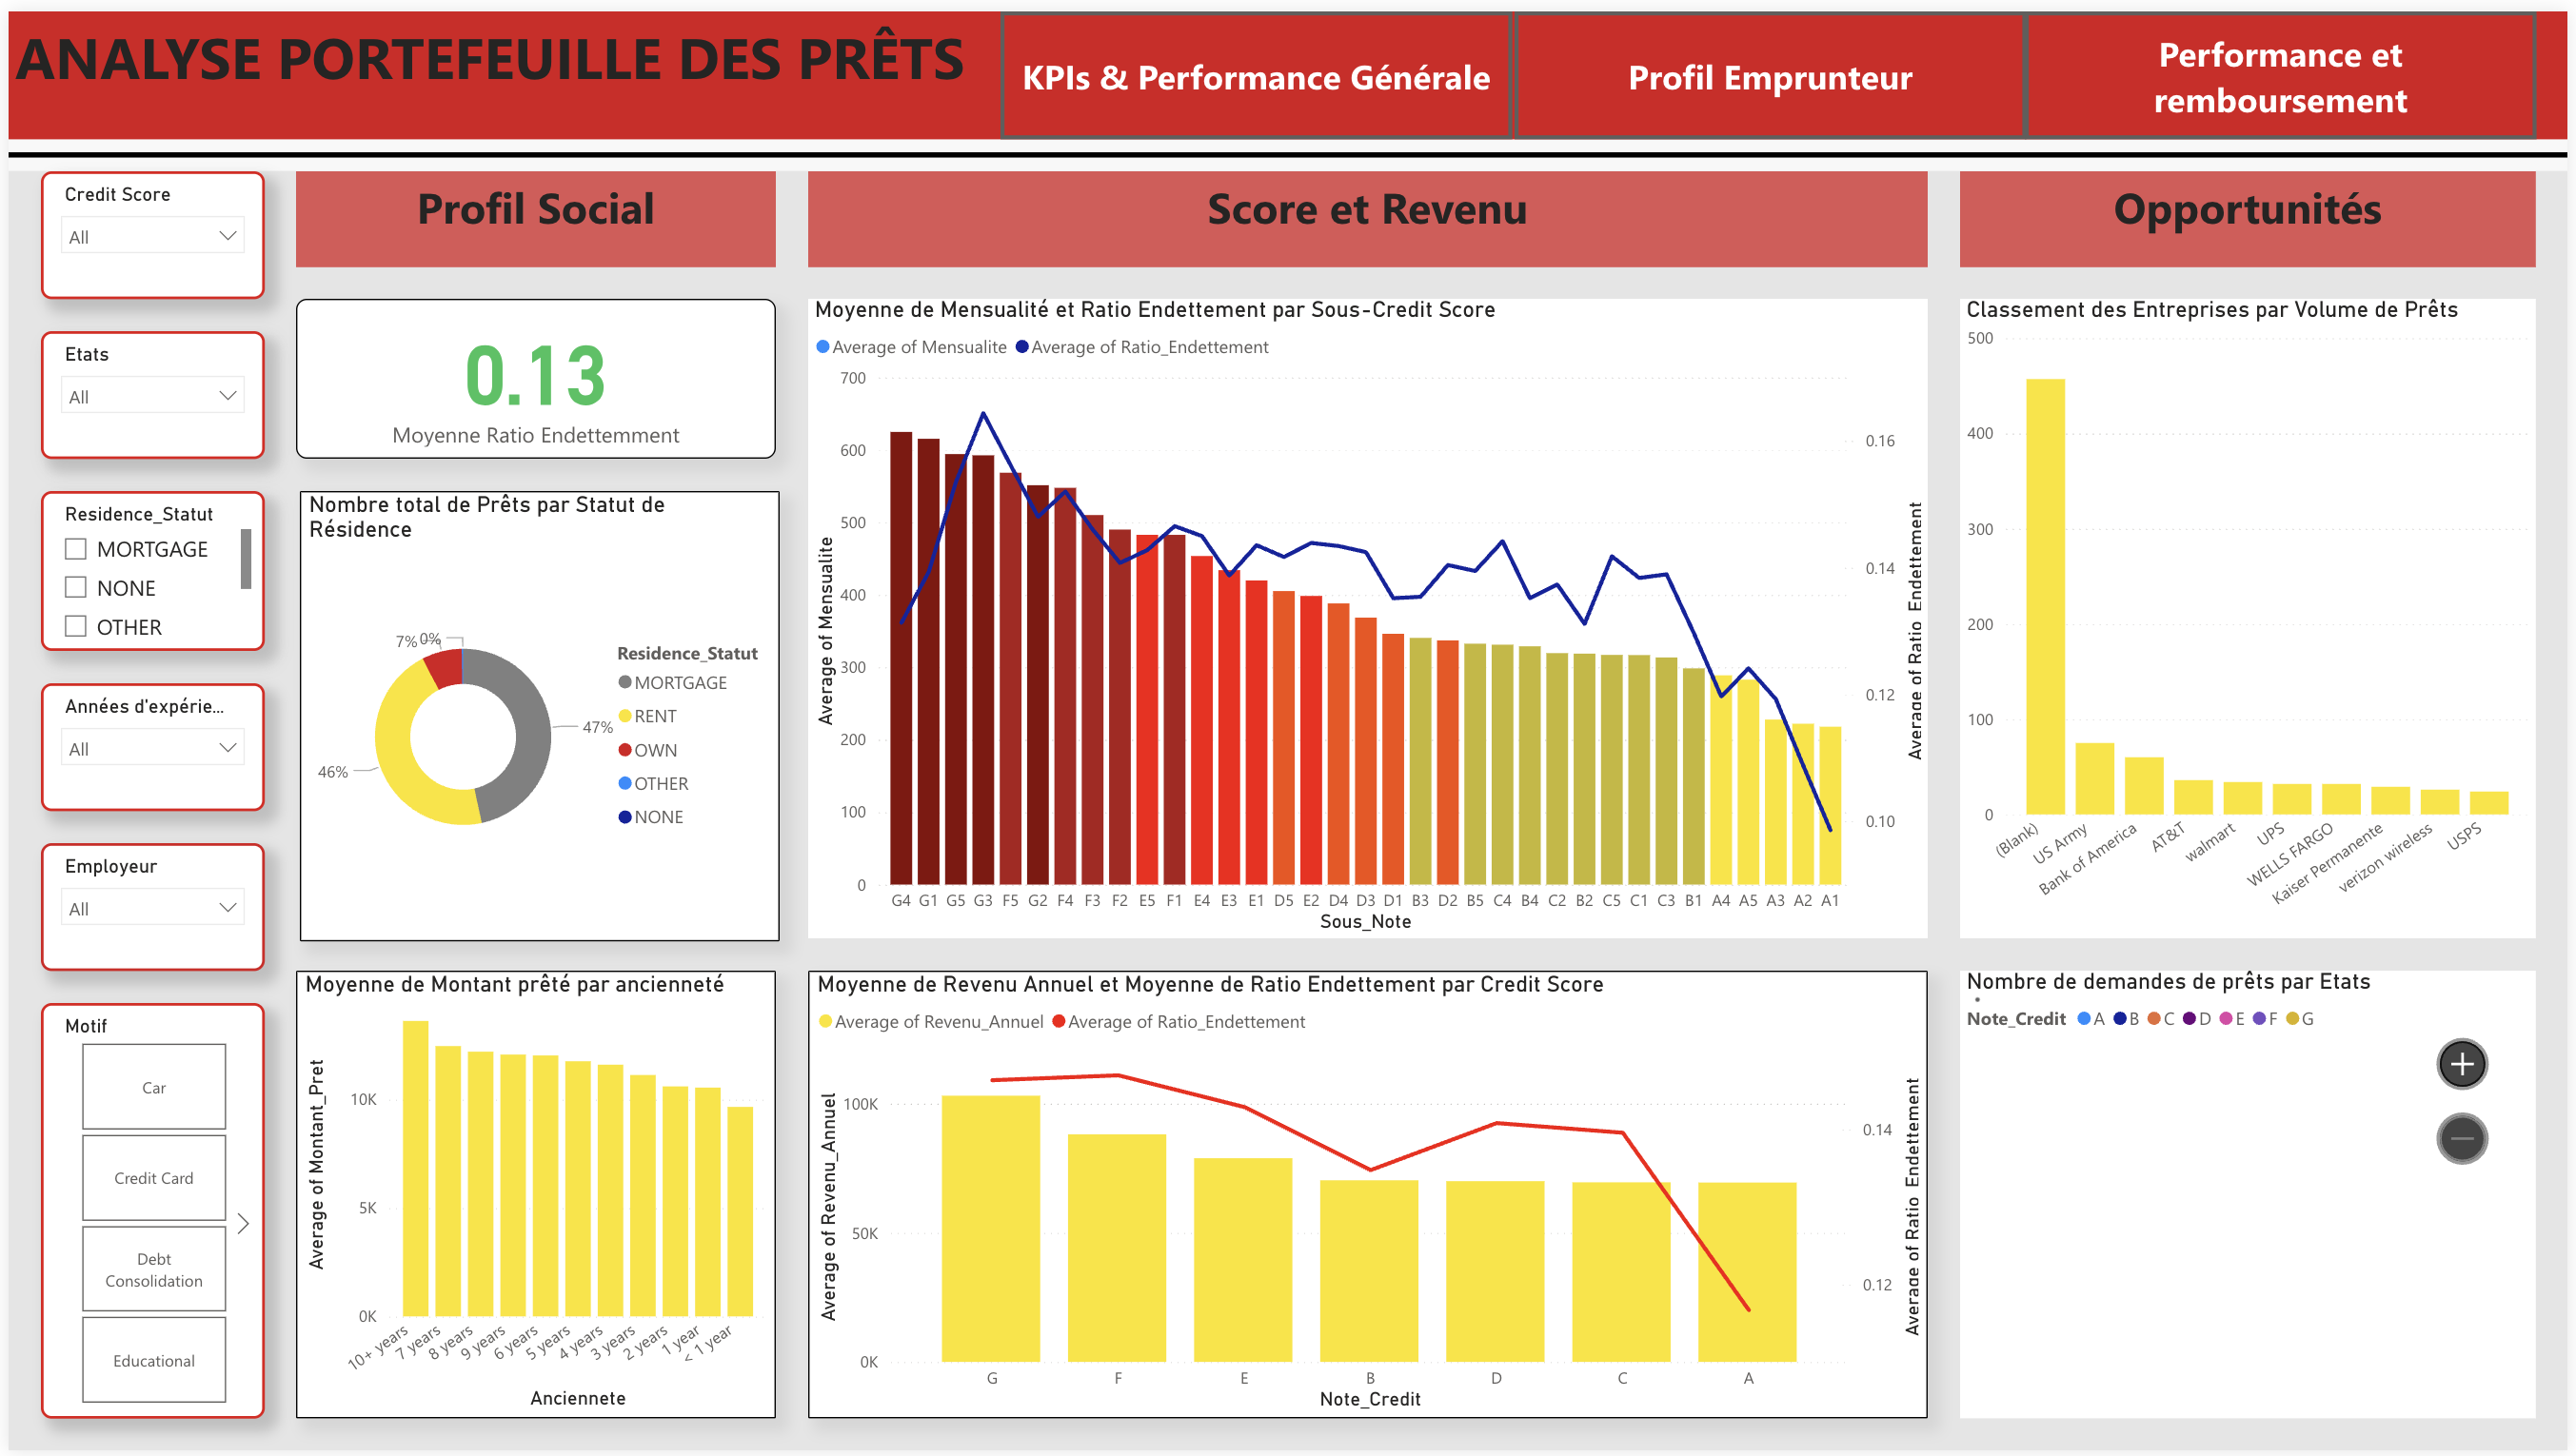 ANALYSE PORTEFEUILLE DES PRÊTS
KPIs & Performance Générale
Profil Emprunteur
Performance et
remboursement
Credit Score
All
Etats
All
Residence_Statut
MORTGAGE
NONE
OTHER
Années d'expérie...
All
Employeur
All
Motif
Car
Credit Card
Debt
Consolidation
Educational
Profil Social
0.13
Moyenne Ratio Endettemment
Nombre total de Prêts par Statut de
Résidence
7% 0%
47%
46%
Residence_Statut
MORTGAGE
RENT
OWN
OTHER
NONE
Moyenne de Montant prêté par ancienneté
Average of Montant_Pret
10K
5K
0K
10+ years 7 years 8 years 9 years 6 years 5 years 4 years 3 years 2 years 1 year < 1 year
Anciennete
Score et Revenu
Moyenne de Mensualité et Ratio Endettement par Sous-Credit Score
Average of Mensualite Average of Ratio_Endettement
Average of Mensualite
700
600
500
400
300
200
100
0
0.16
0.14
0.12
0.10
Average of Ratio_Endettement
G4 G1 G5 G3 F5 G2 F4 F3 F2 E5 F1 E4 E3 E1 D5 E2 D4 D3 D1 B3 D2 B5 C4 B4 C2 B2 C5 C1 C3 B1 A4 A5 A3 A2 A1
Sous_Note
Moyenne de Revenu Annuel et Moyenne de Ratio Endettement par Credit Score
Average of Revenu_Annuel Average of Ratio_Endettement
Average of Revenu_Annuel
100K
50K
0K
0.14
0.12
Average of Ratio_Endettement
G F E B D C A
Note_Credit
Opportunités
Classement des Entreprises par Volume de Prêts
500
400
300
200
100
0
(Blank) US Army Bank of America AT&T walmart UPS WELLS FARGO Kaiser Permanente verizon wireless USPS
Nombre de demandes de prêts par Etats
Note_Credit A B C D E F G